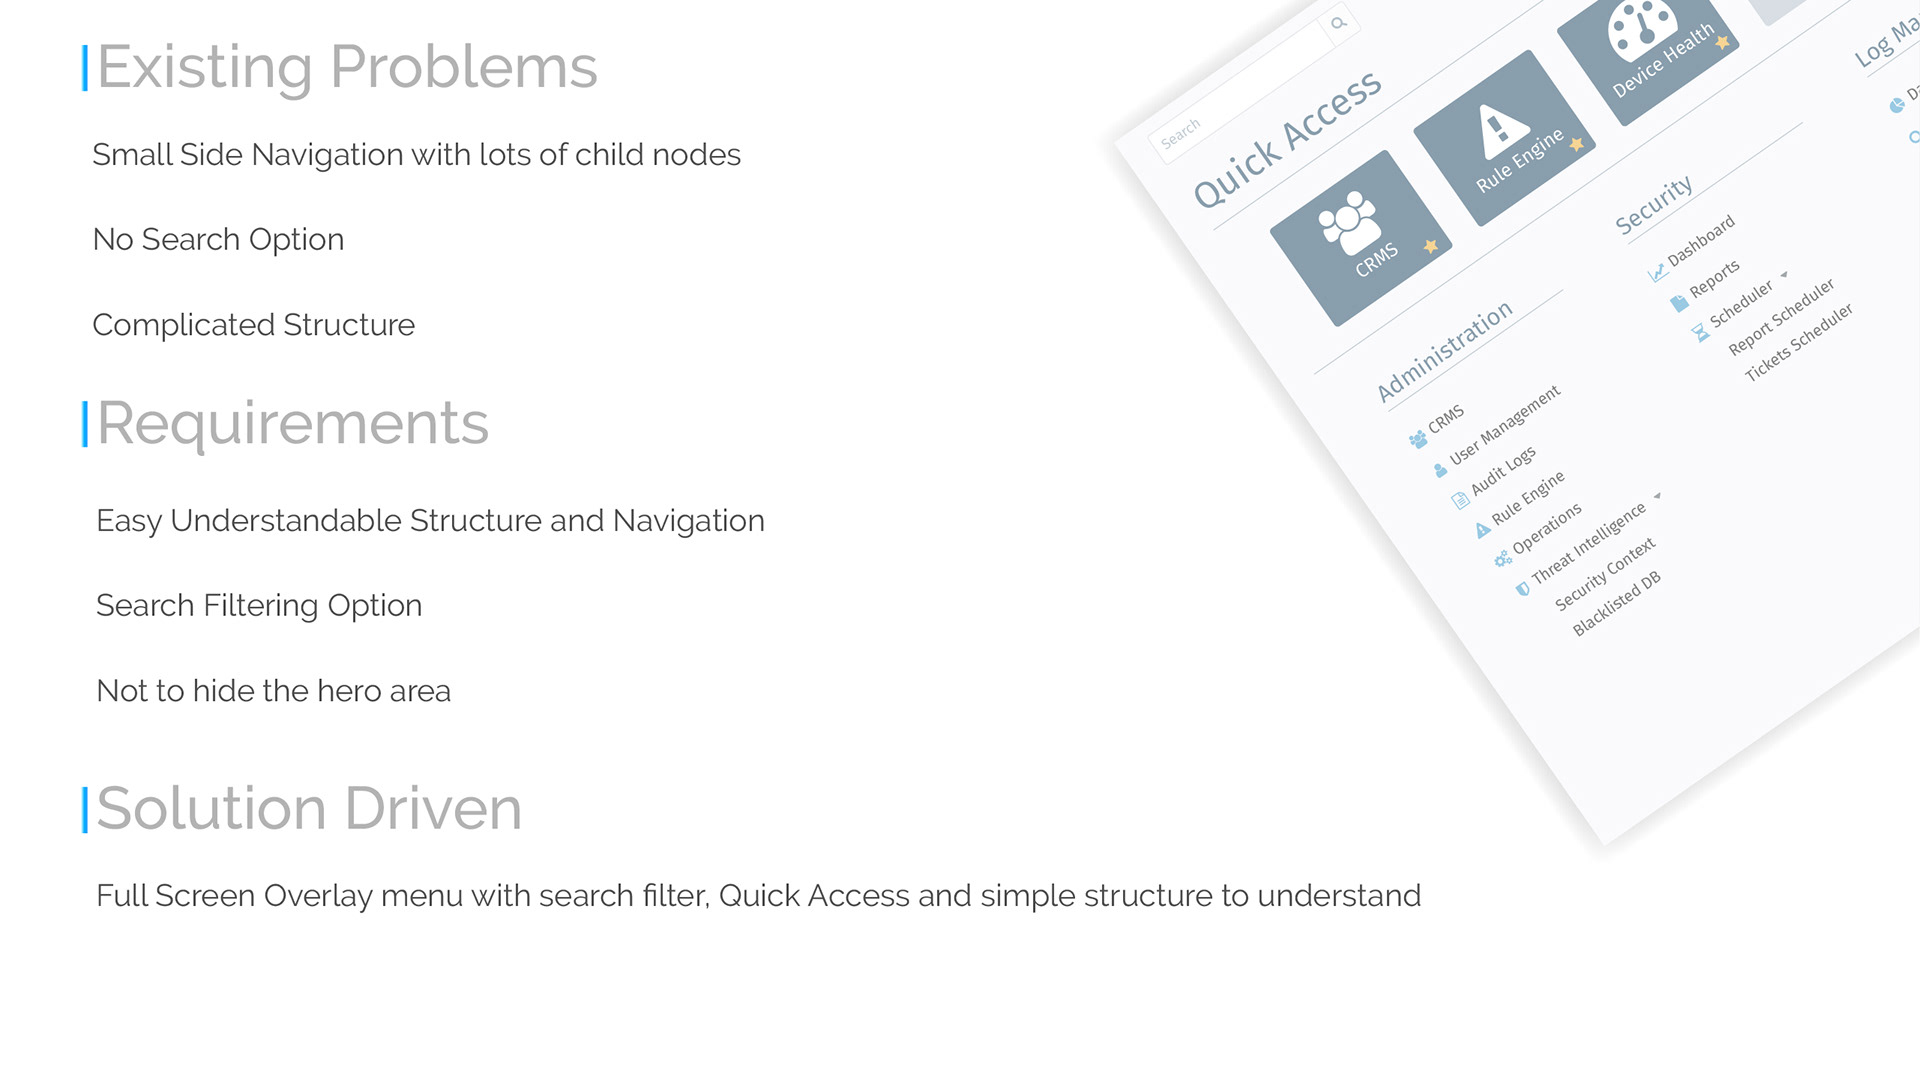 Existing Problems
Small Side Navigation with lots of child nodes
No Search Option
Complicated Structure
Requirements
Easy Understandable Structure and Navigation
Search Filtering Option
Not to hide the hero area
Solution Driven
Full Screen Overlay menu with search filter, Quick Access and simple structure to understand
Search
Quick Access
CRMS
Rule Engine
Device Health
Administration
CRMS
User Management
Audit Logs
Rule Engine
Operations
Threat Intelligence
Security Context
Blacklisted DB
Security
Dashboard
Reports
Scheduler
Report Scheduler
Tickets Scheduler
Log